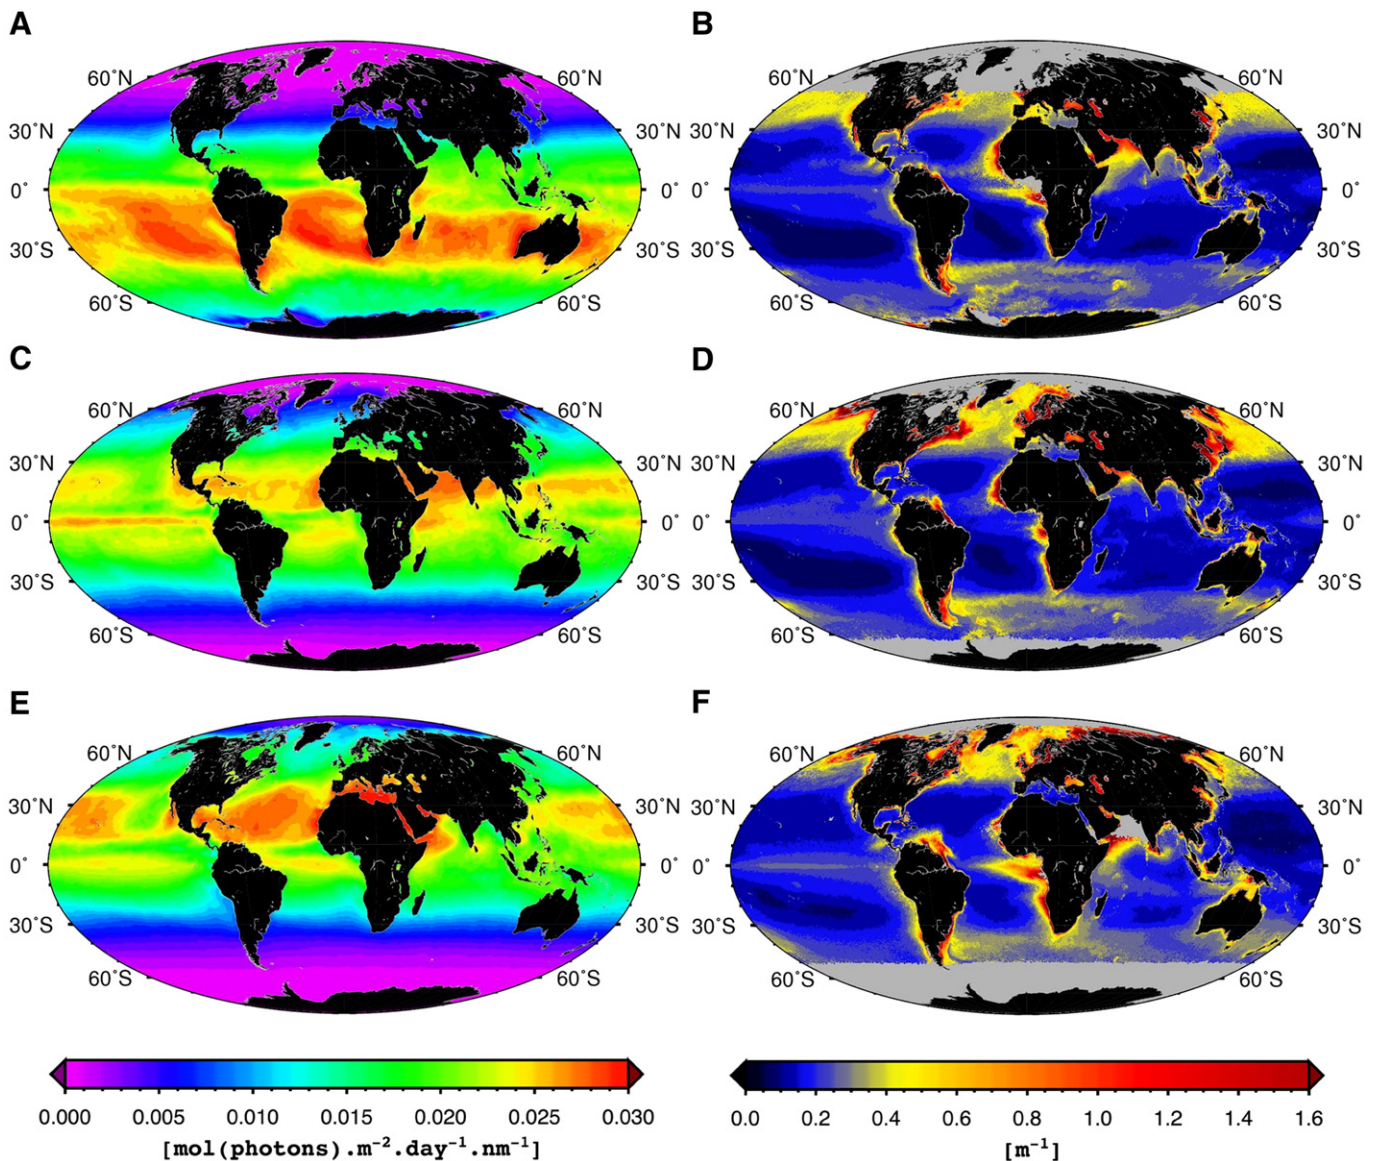 A B
60˚N 60˚N 60˚N
30˚N 30˚N 30˚N 30˚N
0˚ 0˚ 0˚ 0˚
30˚S 30˚S 30˚S 30˚S
60˚S 60˚S 60˚S 60˚S
C D
60˚N 60˚N 60˚N 60˚N
30˚N 30˚N 30˚N 30˚N
0˚ 0˚ 0˚ 0˚
30˚S 30˚S 30˚S 30˚S
60˚S 60˚S 60˚S 60˚S
E F
60˚N 60˚N 60˚N 60˚N
30˚N 30˚N 30˚N 30˚N
0˚ 0˚ 0˚ 0˚
30˚S 30˚S 30˚S 30˚S
60˚S 60˚S 60˚S 60˚S
0.000 0.005 0.010 0.015 0.020 0.025 0.030 0.0 0.2 0.4 0.6 0.8 1.0 1.2 1.4 1.6
[mol(photons).m⁻².day⁻¹.nm⁻¹] [m⁻¹]